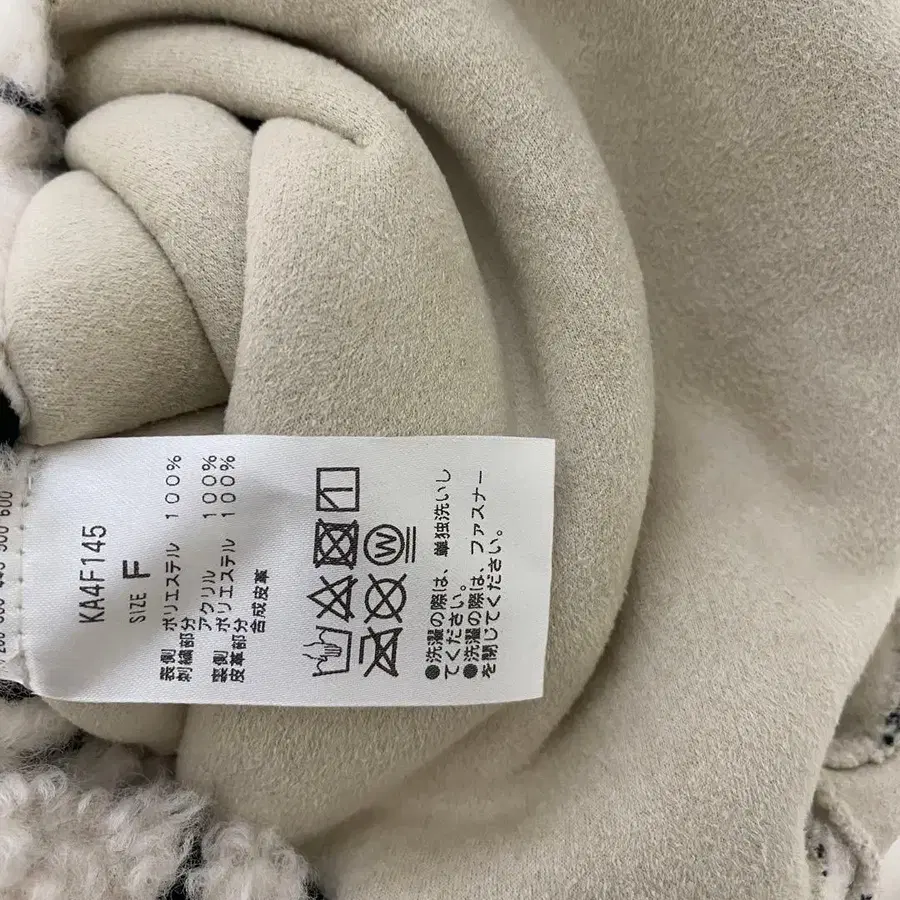 KA4F145
SIZE F
表側 ポリエステル 100%
刺繍部分
アクリル 100%
裏側 ポリエステル 100%
皮革部分
合成皮革
W
●洗濯の際は、単独洗いし
てください。
●洗濯の際は、ファスナー
を閉じてください。